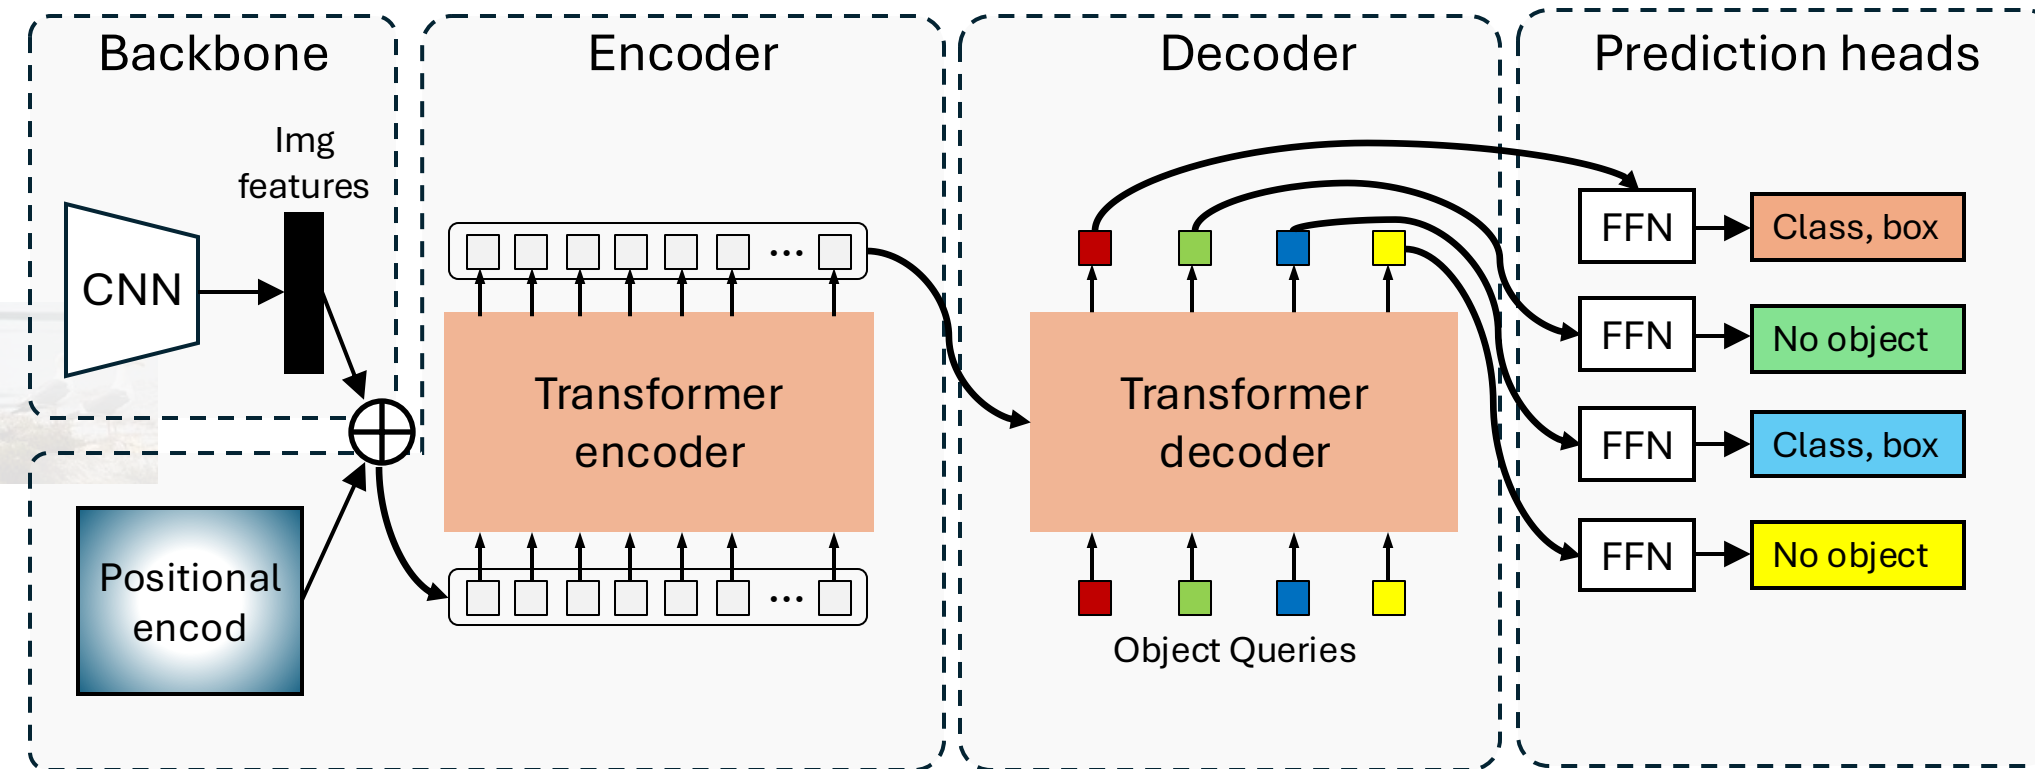 Backbone
Encoder
Decoder
Prediction heads
Img
features
CNN
Positional
encod
...
Transformer
encoder
...
Transformer
decoder
Object Queries
FFN
Class, box
FFN
No object
FFN
Class, box
FFN
No object